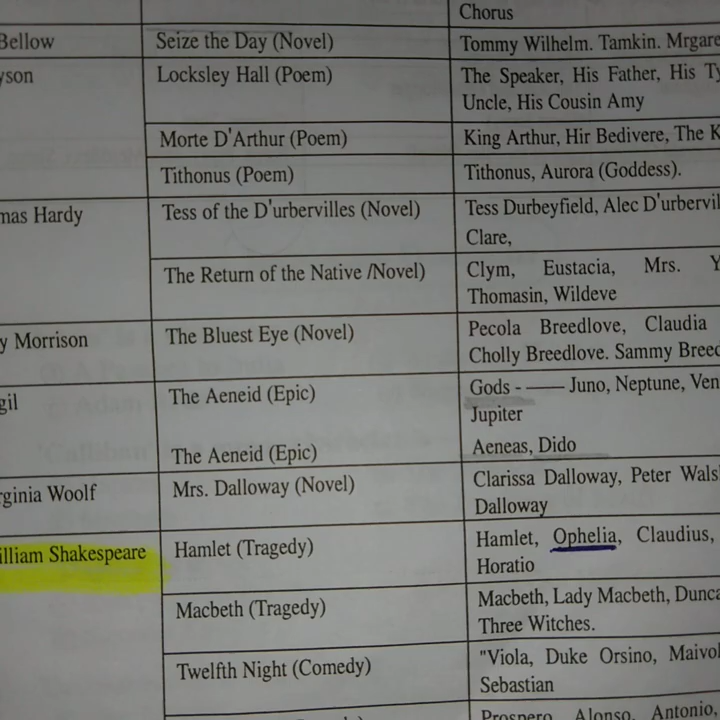 Chorus
Bellow Seize the Day (Novel) Tommy Wilhelm. Tamkin. Mrgare
yson Locksley Hall (Poem) The Speaker, His Father, His Ty
Uncle, His Cousin Amy
Morte D'Arthur (Poem) King Arthur, Hir Bedivere, The K
Tithonus (Poem) Tithonus, Aurora (Goddess).
mas Hardy Tess of the D'urbervilles (Novel) Tess Durbeyfield, Alec D'urbervil
Clare,
The Return of the Native /Novel) Clym, Eustacia, Mrs. Y
Thomasin, Wildeve
y Morrison The Bluest Eye (Novel) Pecola Breedlove, Claudia
Cholly Breedlove. Sammy Breed
gil The Aeneid (Epic) Gods - —— Juno, Neptune, Ven
Jupiter
The Aeneid (Epic) Aeneas, Dido
rginia Woolf Mrs. Dalloway (Novel) Clarissa Dalloway, Peter Wals
Dalloway
illiam Shakespeare Hamlet (Tragedy) Hamlet, Ophelia, Claudius,
Horatio
Macbeth (Tragedy) Macbeth, Lady Macbeth, Dunca
Three Witches.
Twelfth Night (Comedy) "Viola, Duke Orsino, Maivol
Sebastian
Prospero, Alonso, Antonio,